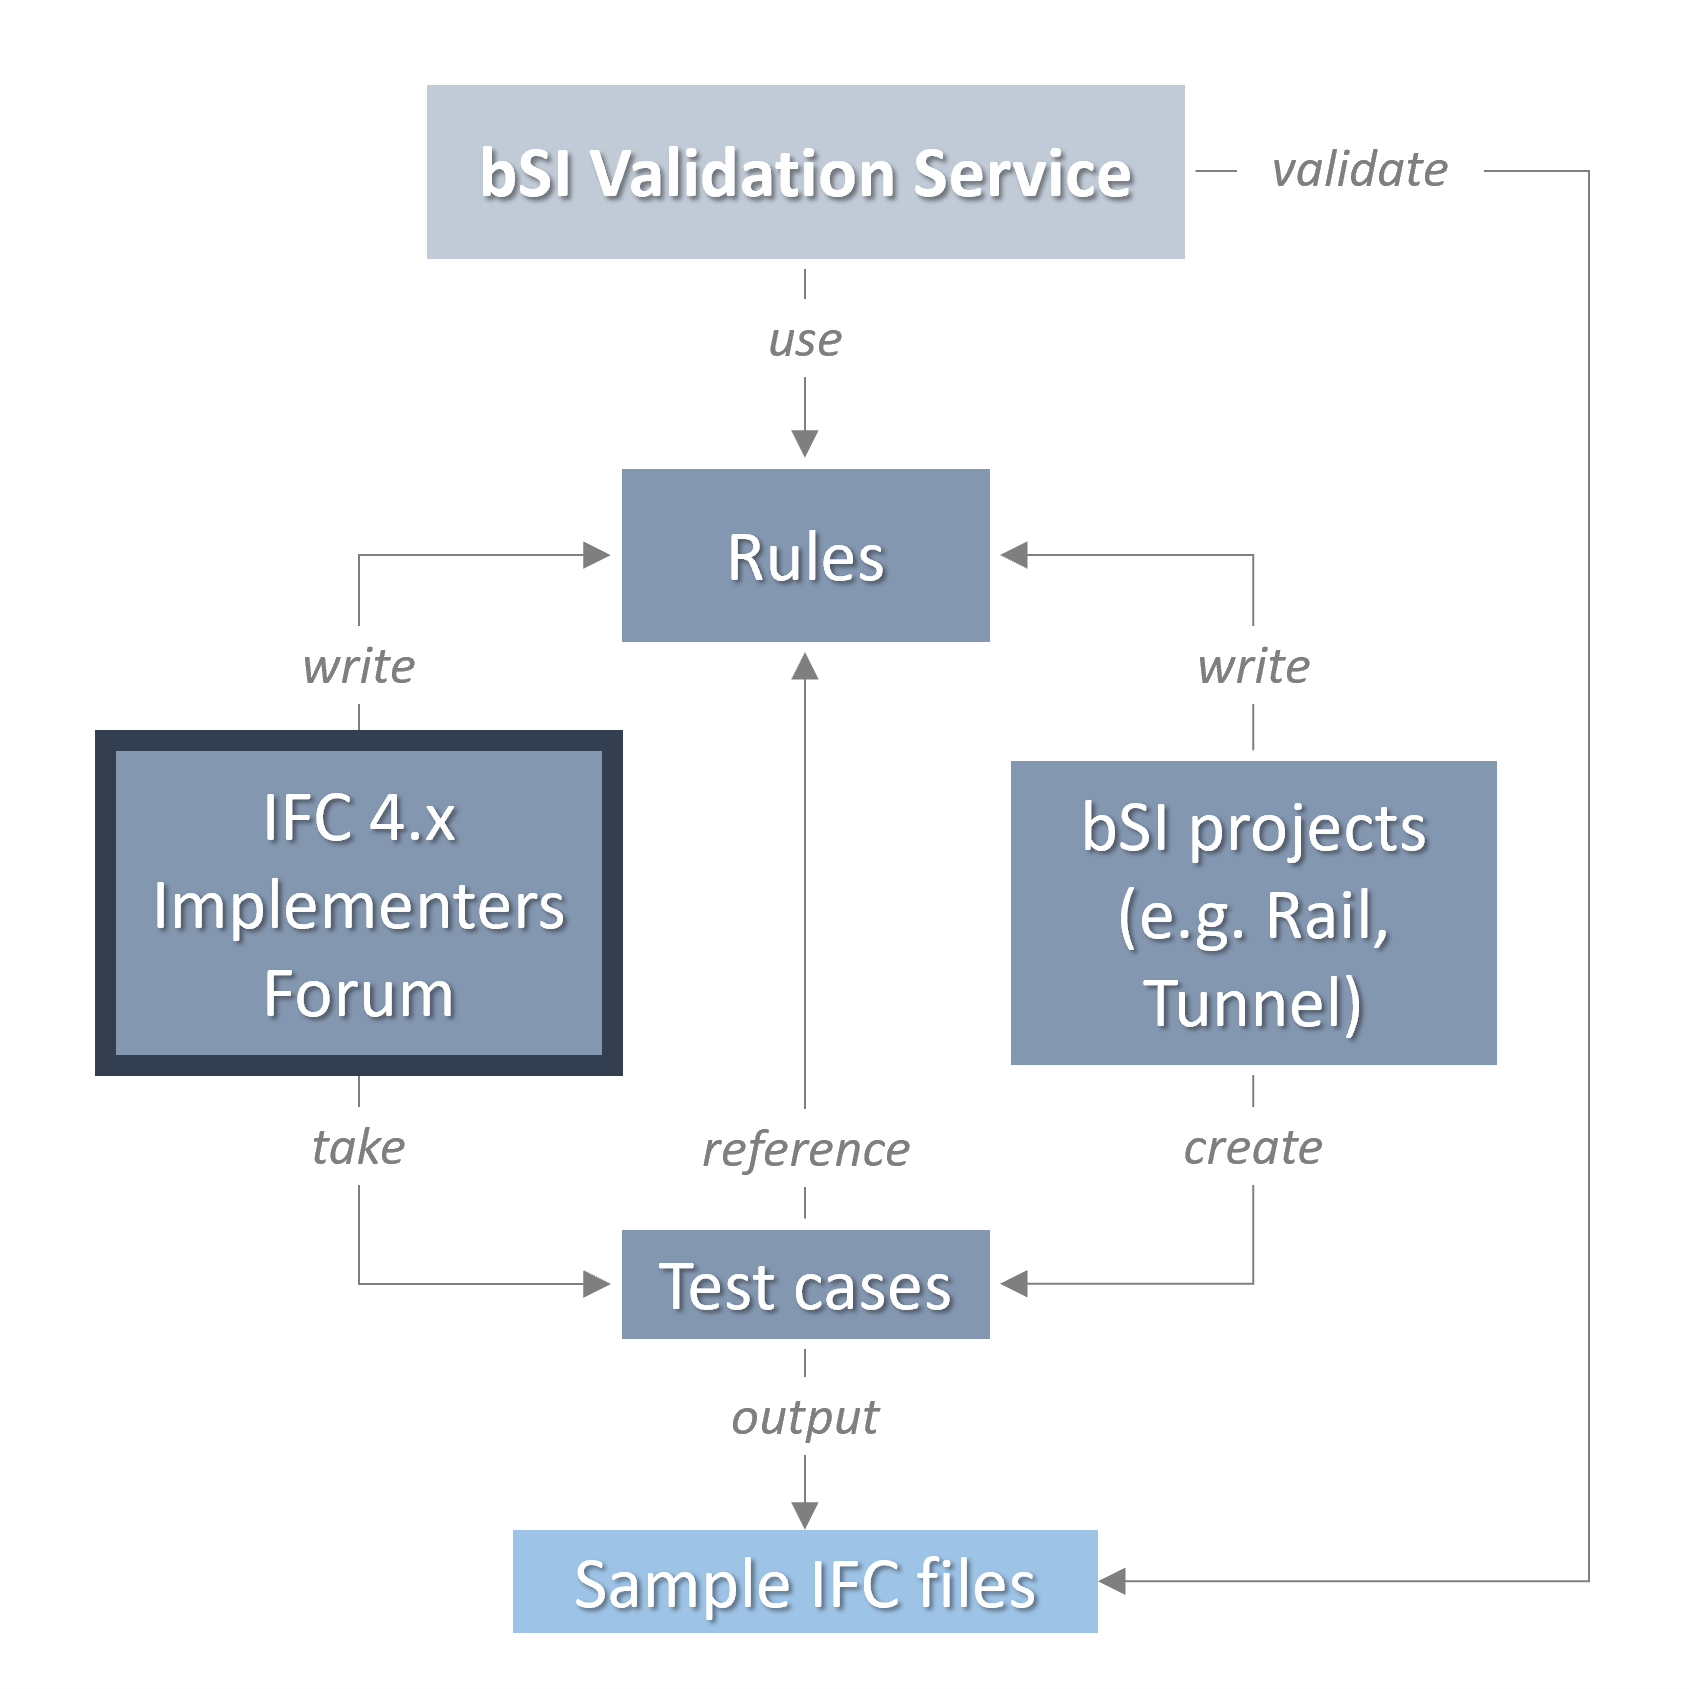 bSI Validation Service
validate
use
Rules
write
write
IFC 4.x
Implementers
Forum
bSI projects
(e.g. Rail,
Tunnel)
take
reference
create
Test cases
output
Sample IFC files